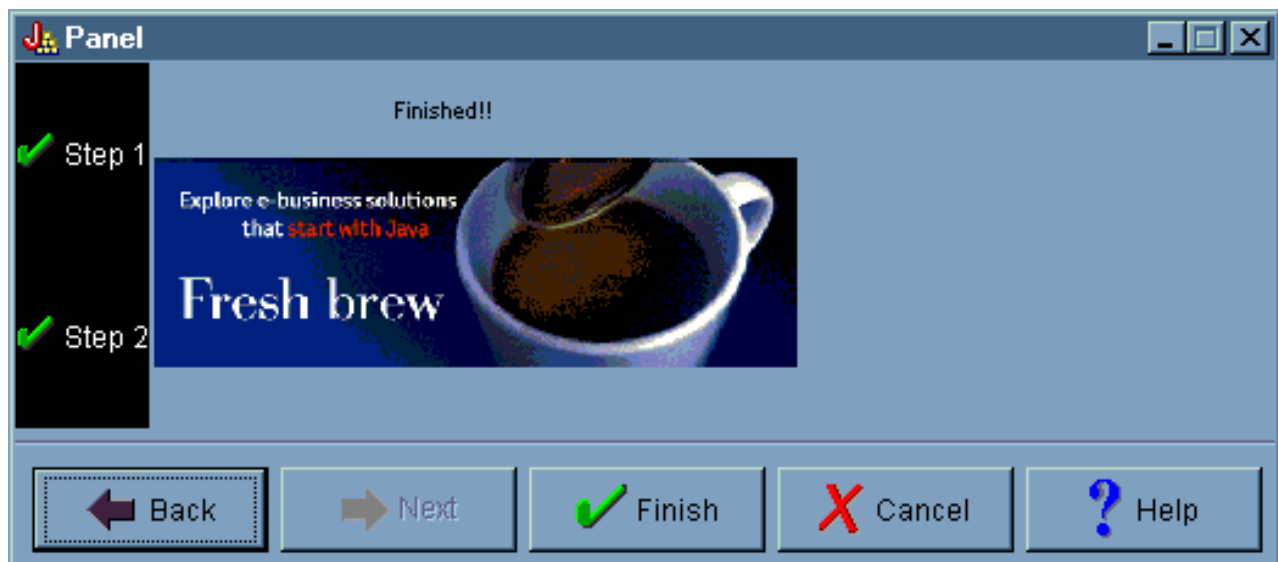 Panel
Step 1
Step 2
Finished!!
Explore e-business solutions
that start with Java
Fresh brew
Back
Next
Finish
Cancel
Help